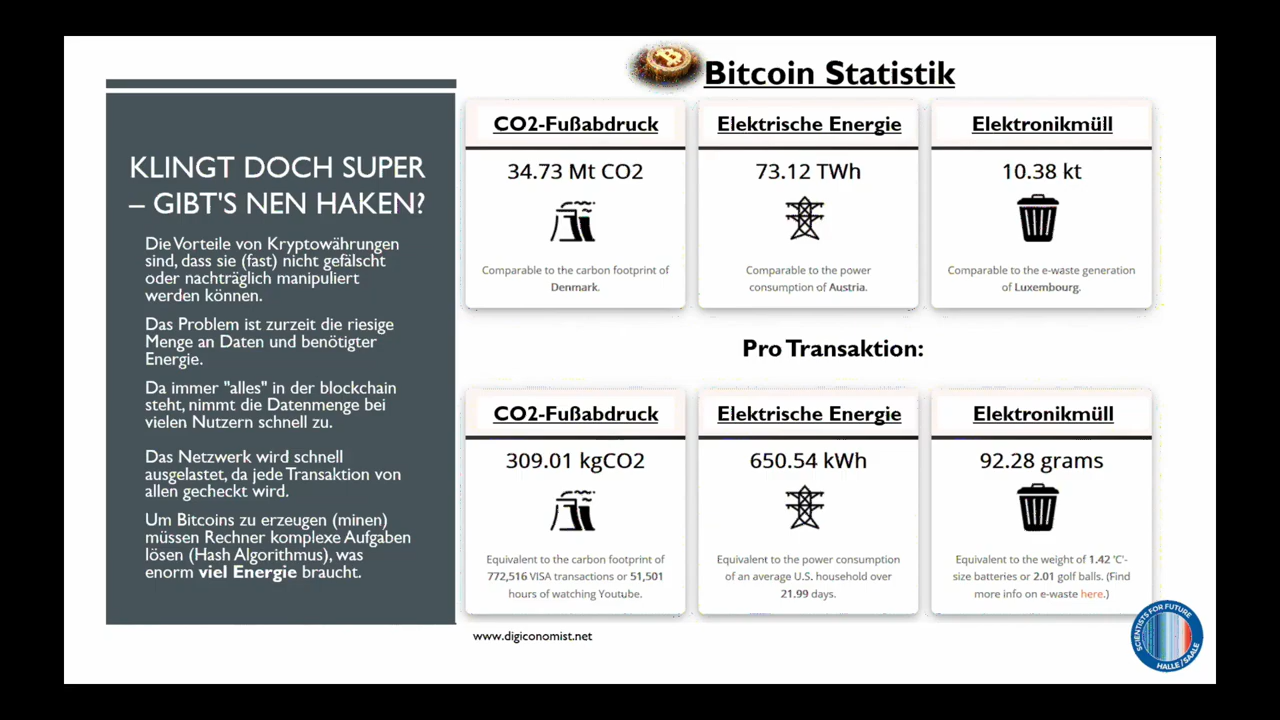 Bitcoin Statistik
KLINGT DOCH SUPER
– GIBT'S NEN HAKEN?
Die Vorteile von Kryptowährungen
sind, dass sie (fast) nicht gefälscht
oder nachträglich manipuliert
werden können.
Das Problem ist zurzeit die riesige
Menge an Daten und benötigter
Energie.
Da immer "alles" in der blockchain
steht, nimmt die Datenmenge bei
vielen Nutzern schnell zu.
Das Netzwerk wird schnell
ausgelastet, da jede Transaktion von
allen gecheckt wird.
Um Bitcoins zu erzeugen (minen)
müssen Rechner komplexe Aufgaben
lösen (Hash Algorithmus), was
enorm viel Energie braucht.
CO2-Fußabdruck
34.73 Mt CO2
Comparable to the carbon footprint of
Denmark.
Elektrische Energie
73.12 TWh
Comparable to the power
consumption of Austria.
Elektronikmüll
10.38 kt
Comparable to the e-waste generation
of Luxembourg.
Pro Transaktion:
CO2-Fußabdruck
309.01 kgCO2
Equivalent to the carbon footprint of
772,516 VISA transactions or 51,501
hours of watching Youtube.
Elektrische Energie
650.54 kWh
Equivalent to the power consumption
of an average U.S. household over
21.99 days.
Elektronikmüll
92.28 grams
Equivalent to the weight of 1.42 'C'-
size batteries or 2.01 golf balls. (Find
more info on e-waste here.)
www.digiconomist.net
SCIENTISTS FOR FUTURE
HALLE / SAALE